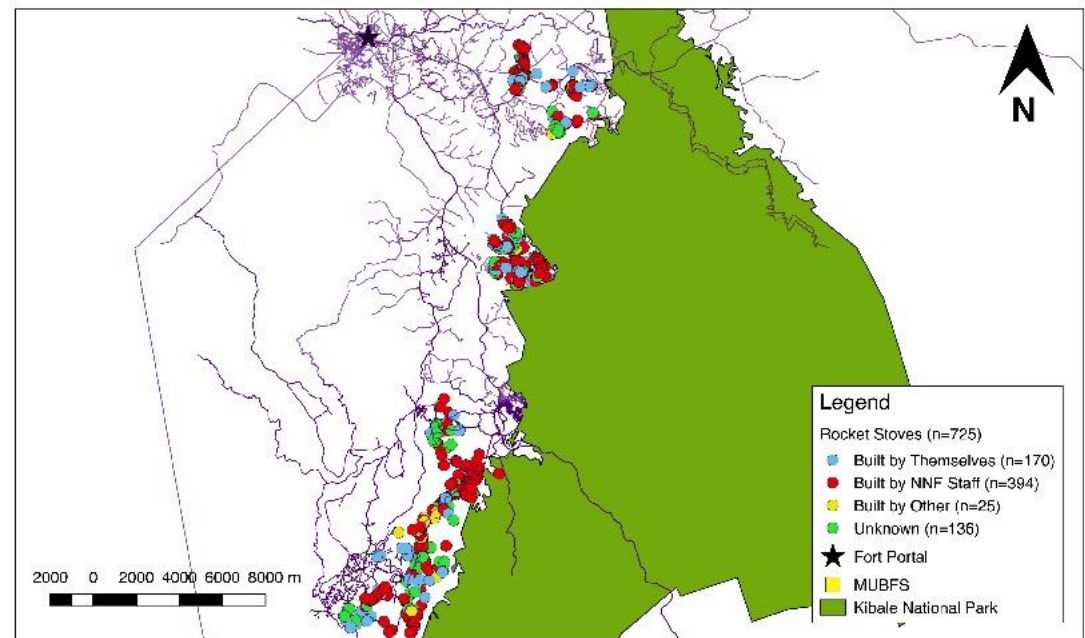 N
Legend
Rocket Stoves (n=725)
Built by Themselves (n=170)
Built by NNF Staff (n=394)
Built by Other (n=25)
Unknown (n=136)
Fort Portal
MUBFS
Kibale National Park
2000 0 2000 4000 6000 8000 m